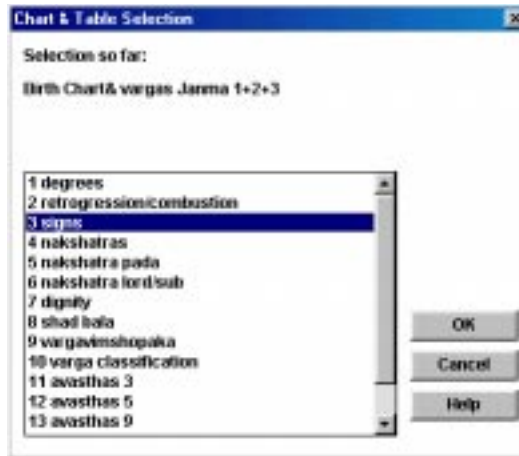 Chart & Table Selection
Selection so far:
Birth Chart& vargas Janma 1+2+3
1 degrees
2 retrogression/combustion
3 signs
4 nakshatras
5 nakshatra pada
6 nakshatra lord/sub
7 dignity
8 shad bala
9 vargavimshopaka
10 varga classification
11 avasthas 3
12 avasthas 5
13 avasthas 9
OK
Cancel
Help